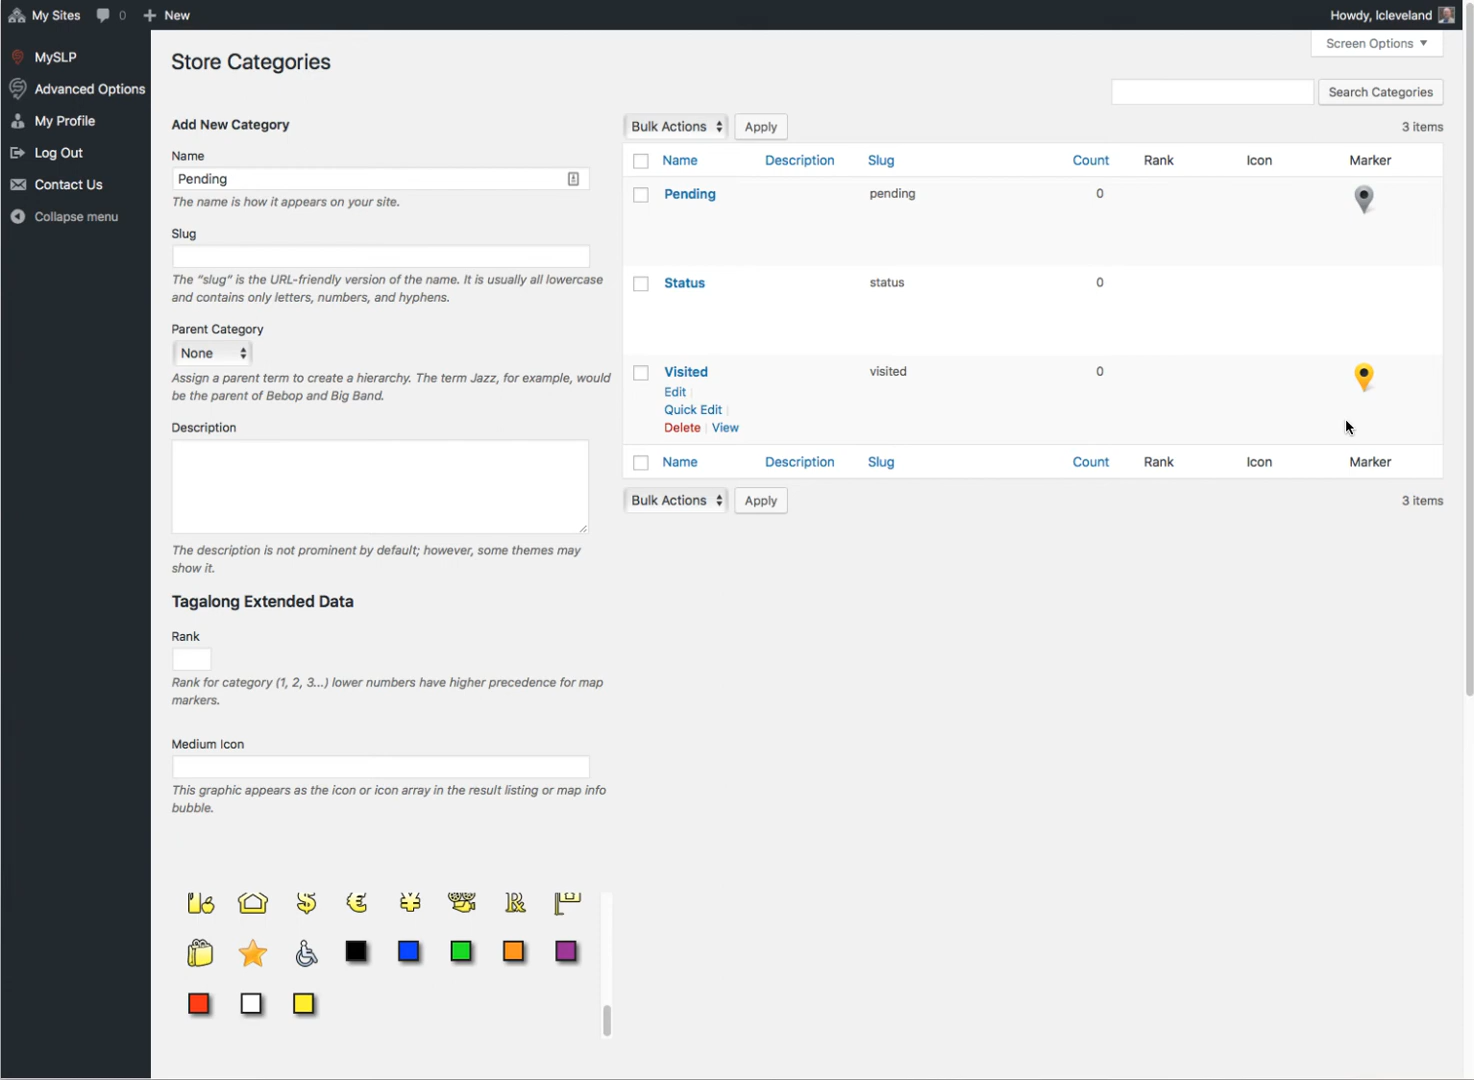 My Sites 0 New Howdy, lcleveland
Screen Options
MySLP
Advanced Options
My Profile
Log Out
Contact Us
Collapse menu
Store Categories
Search Categories
Add New Category
Name
Pending
The name is how it appears on your site.
Slug
The “slug” is the URL-friendly version of the name. It is usually all lowercase
and contains only letters, numbers, and hyphens.
Parent Category
None
Assign a parent term to create a hierarchy. The term Jazz, for example, would
be the parent of Bebop and Big Band.
Description
The description is not prominent by default; however, some themes may
show it.
Tagalong Extended Data
Rank
Rank for category (1, 2, 3...) lower numbers have higher precedence for map
markers.
Medium Icon
This graphic appears as the icon or icon array in the result listing or map info
bubble.
Bulk Actions Apply 3 items
Name Description Slug Count Rank Icon Marker
Pending pending 0
Status status 0
Visited visited 0
Edit |
Quick Edit |
Delete | View
Name Description Slug Count Rank Icon Marker
Bulk Actions Apply 3 items